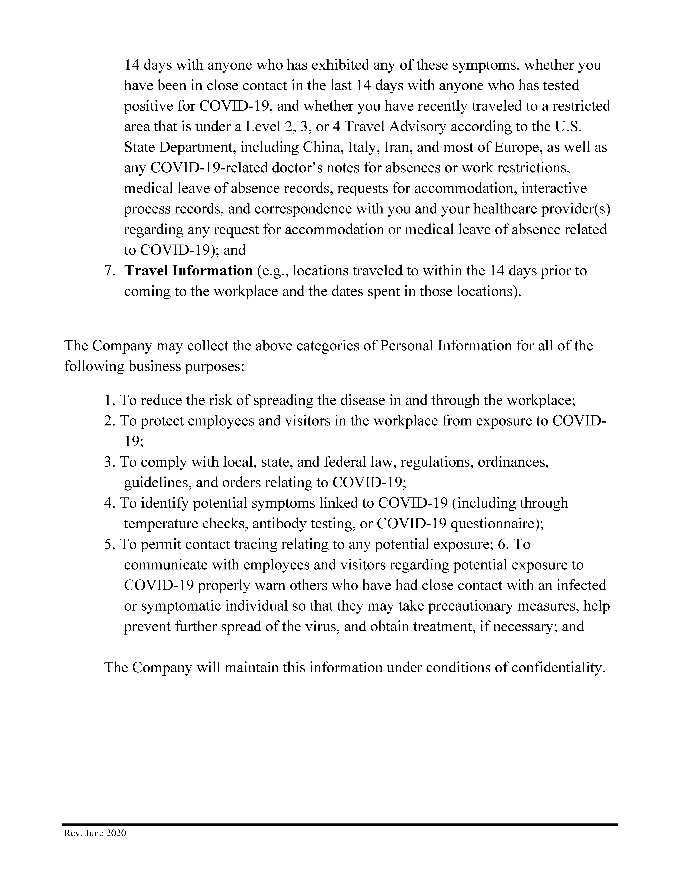 14 days with anyone who has exhibited any of these symptoms, whether you
have been in close contact in the last 14 days with anyone who has tested
positive for COVID-19, and whether you have recently traveled to a restricted
area that is under a Level 2, 3, or 4 Travel Advisory according to the U.S.
State Department, including China, Italy, Iran, and most of Europe, as well as
any COVID-19-related doctor's notes for absences or work restrictions,
medical leave of absence records, requests for accommodation, interactive
process records, and correspondence with you and your healthcare provider(s)
regarding any request for accommodation or medical leave of absence related
to COVID-19); and
7. Travel Information (e.g., locations traveled to within the 14 days prior to
coming to the workplace and the dates spent in those locations).
The Company may collect the above categories of Personal Information for all of the
following business purposes:
1. To reduce the risk of spreading the disease in and through the workplace;
2. To protect employees and visitors in the workplace from exposure to COVID-
19;
3. To comply with local, state, and federal law, regulations, ordinances,
guidelines, and orders relating to COVID-19;
4. To identify potential symptoms linked to COVID-19 (including through
temperature checks, antibody testing, or COVID-19 questionnaire);
5. To permit contact tracing relating to any potential exposure; 6. To
communicate with employees and visitors regarding potential exposure to
COVID-19 properly warn others who have had close contact with an infected
or symptomatic individual so that they may take precautionary measures, help
prevent further spread of the virus, and obtain treatment, if necessary; and
The Company will maintain this information under conditions of confidentiality.
Rev. June 2020